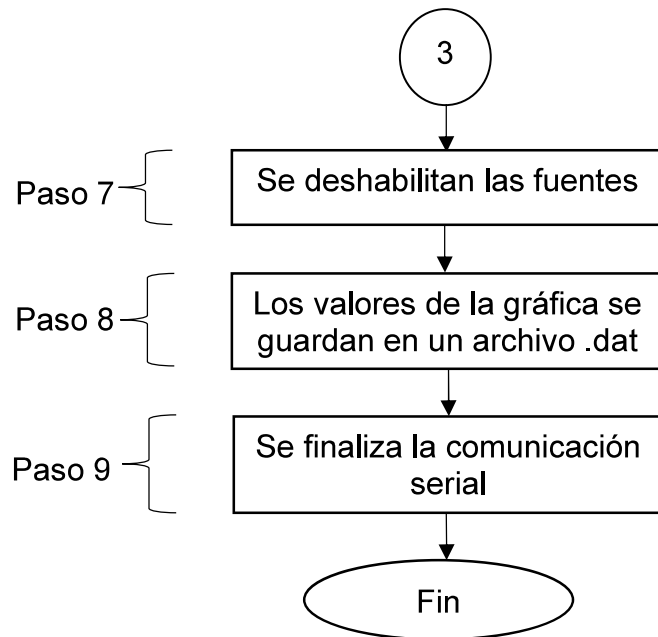 3
Paso 7
Se deshabilitan las fuentes
Paso 8
Los valores de la gráfica se
guardan en un archivo .dat
Paso 9
Se finaliza la comunicación
serial
Fin